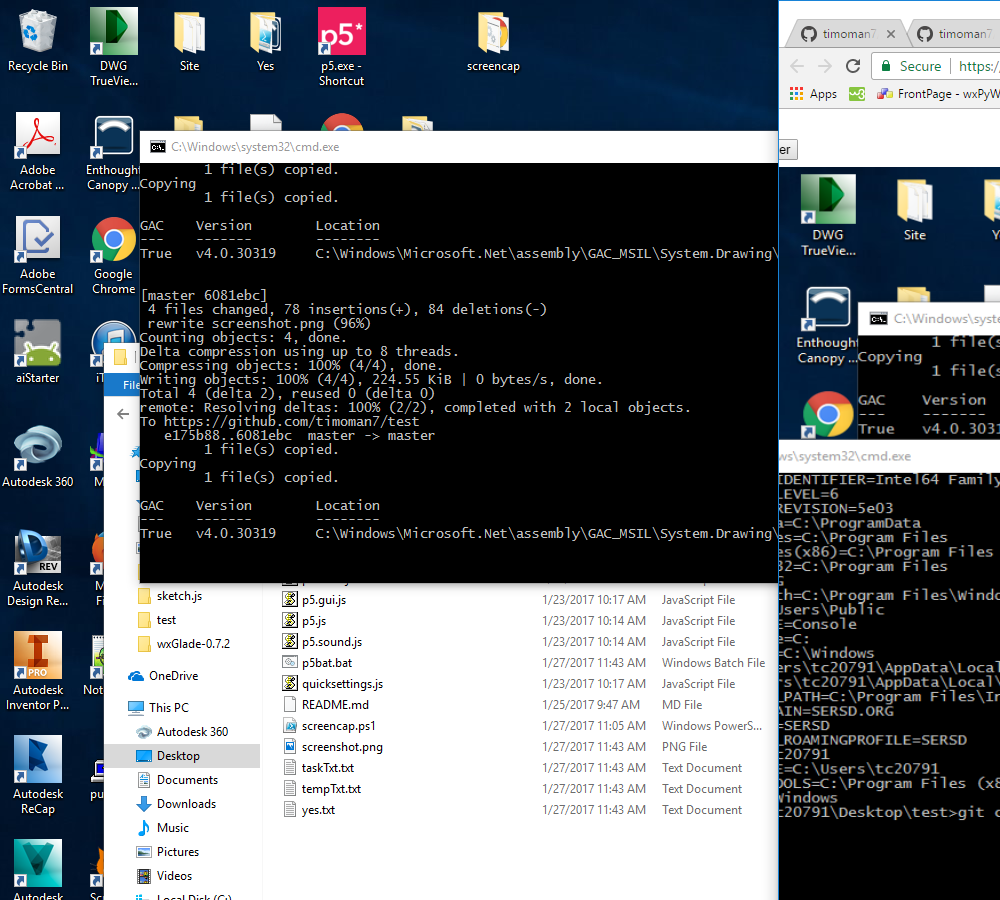 Recycle Bin
DWG
TrueView...
Site
Yes
p5*
p5.exe -
Shortcut
screencap
Adobe
Acrobat ...
Enthought
Canopy ...
Adobe
FormsCentral
Google
Chrome
aiStarter
Autodesk 360
REV
Autodesk
Design Re...
PRO
Autodesk
Inventor P...
Autodesk
ReCap
Autodesk
C:\Windows\system32\cmd.exe
1 file(s) copied.
Copying
1 file(s) copied.
GAC Version Location
--- ------- --------
True v4.0.30319 C:\Windows\Microsoft.Net\assembly\GAC_MSIL\System.Drawing\
[master 6081ebc]
4 files changed, 78 insertions(+), 84 deletions(-)
rewrite screenshot.png (96%)
Counting objects: 4, done.
Delta compression using up to 8 threads.
Compressing objects: 100% (4/4), done.
Writing objects: 100% (4/4), 224.55 KiB | 0 bytes/s, done.
Total 4 (delta 2), reused 0 (delta 0)
remote: Resolving deltas: 100% (2/2), completed with 2 local objects.
To https://github.com/timoman7/test
e175b88..6081ebc master -> master
1 file(s) copied.
Copying
1 file(s) copied.
GAC Version Location
--- ------- --------
True v4.0.30319 C:\Windows\Microsoft.Net\assembly\GAC_MSIL\System.Drawing\
File
sketch.js
test
wxGlade-0.7.2
OneDrive
This PC
Autodesk 360
Desktop
Documents
Downloads
Music
Pictures
Videos
Local Disk (C:)
p5.gui.js 1/23/2017 10:17 AM JavaScript File
p5.js 1/23/2017 10:14 AM JavaScript File
p5.sound.js 1/23/2017 10:14 AM JavaScript File
p5bat.bat 1/27/2017 11:43 AM Windows Batch File
quicksettings.js 1/23/2017 10:17 AM JavaScript File
README.md 1/25/2017 9:47 AM MD File
screencap.ps1 1/27/2017 11:05 AM Windows PowerS...
screenshot.png 1/27/2017 11:43 AM PNG File
taskTxt.txt 1/27/2017 11:43 AM Text Document
tempTxt.txt 1/27/2017 11:43 AM Text Document
yes.txt 1/27/2017 11:43 AM Text Document
timoman7
timoman7
Secure https:/
Apps
w3
FrontPage - wxPyW
er
DWG
TrueVie...
Site
Y
Enthought
Canopy ...
C:\Windows\syste
1 file(s
Copying
1 file(s
GAC Version
--- -------
True v4.0.3031
ws\system32\cmd.exe
IDENTIFIER=Intel64 Family
LEVEL=6
REVISION=5e03
a=C:\ProgramData
es=C:\Program Files
es(x86)=C:\Program Files
32=C:\Program Files
th=C:\Program Files\Windo
Users\Public
E=Console
e=C:
=C:\Windows
ers\tc20791\AppData\Local
rs\tc20791\AppData\Local\
_PATH=C:\Program Files\In
AIN=SERSD.ORG
=SERSD
_ROAMINGPROFILE=SERSD
c20791
E=C:\Users\tc20791
OOLS=C:\Program Files (x8
Windows
c20791\Desktop\test>git c